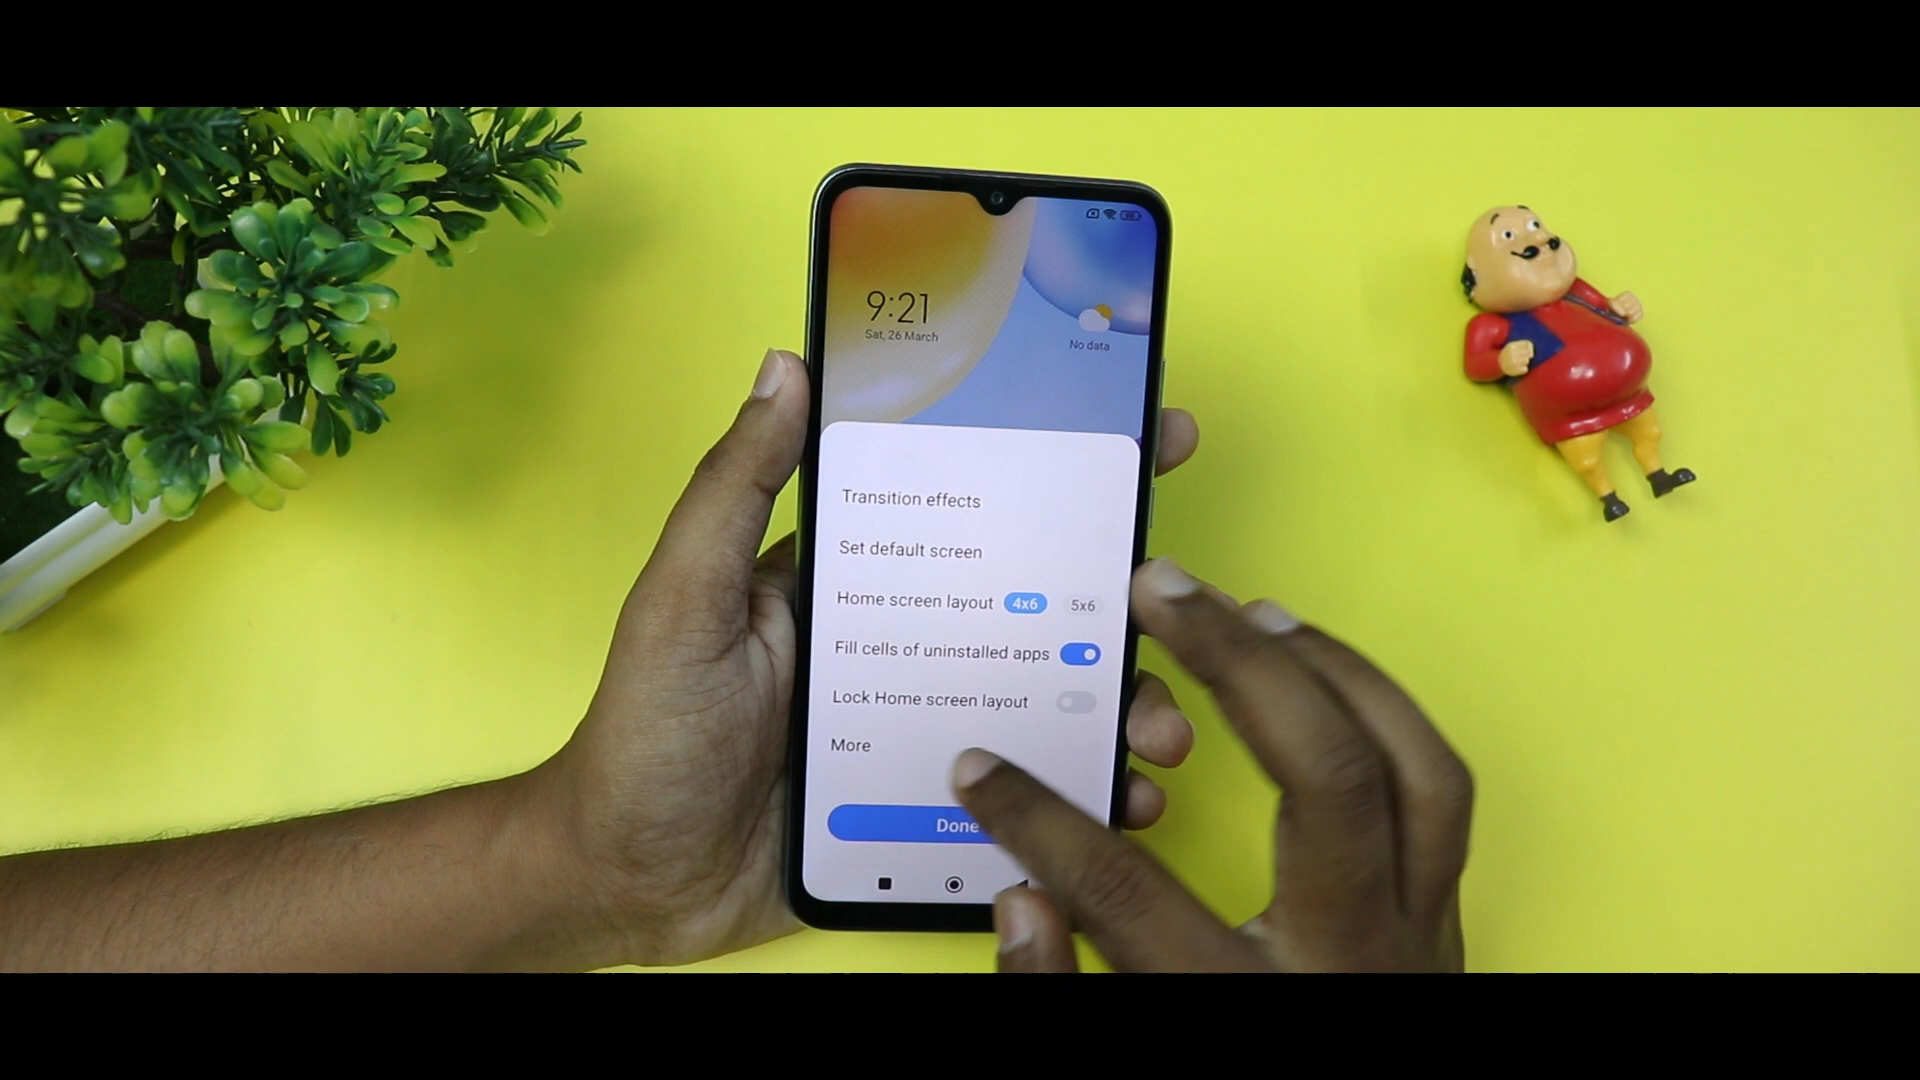 9:21
Sat, 26 March
No data
Transition effects
Set default screen
Home screen layout 4x6 5x6
Fill cells of uninstalled apps
Lock Home screen layout
More
Done